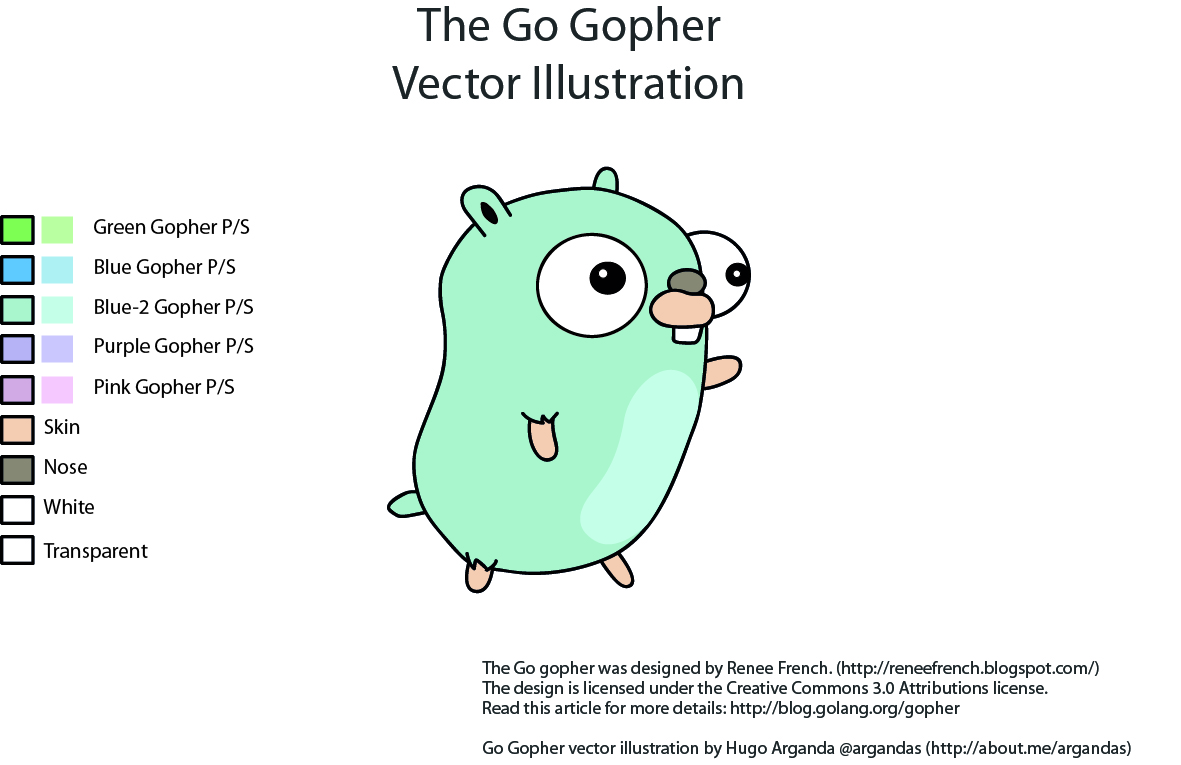 The Go Gopher
Vector Illustration
Green Gopher P/S
Blue Gopher P/S
Blue-2 Gopher P/S
Purple Gopher P/S
Pink Gopher P/S
Skin
Nose
White
Transparent
The Go gopher was designed by Renee French. (http://reneefrench.blogspot.com/)
The design is licensed under the Creative Commons 3.0 Attributions license.
Read this article for more details: http://blog.golang.org/gopher
Go Gopher vector illustration by Hugo Arganda @argandas (http://about.me/argandas)